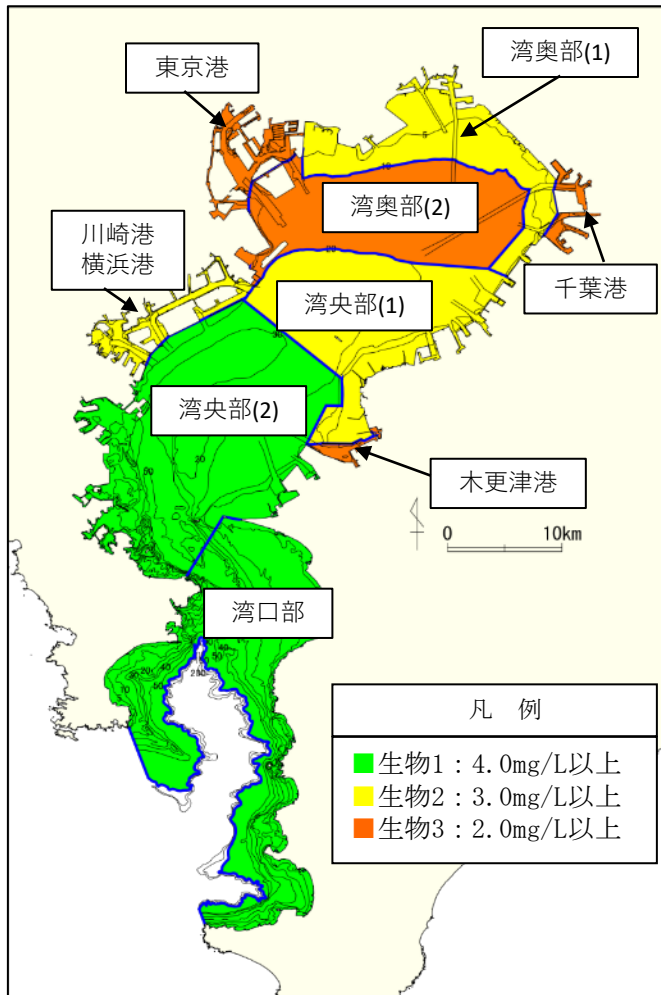 東京港
湾奥部(1)
湾奥部(2)
川崎港
横浜港
千葉港
湾央部(1)
湾央部(2)
木更津港
0 10km
湾口部
凡 例
生物1:4.0mg/L以上
生物2:3.0mg/L以上
生物3:2.0mg/L以上